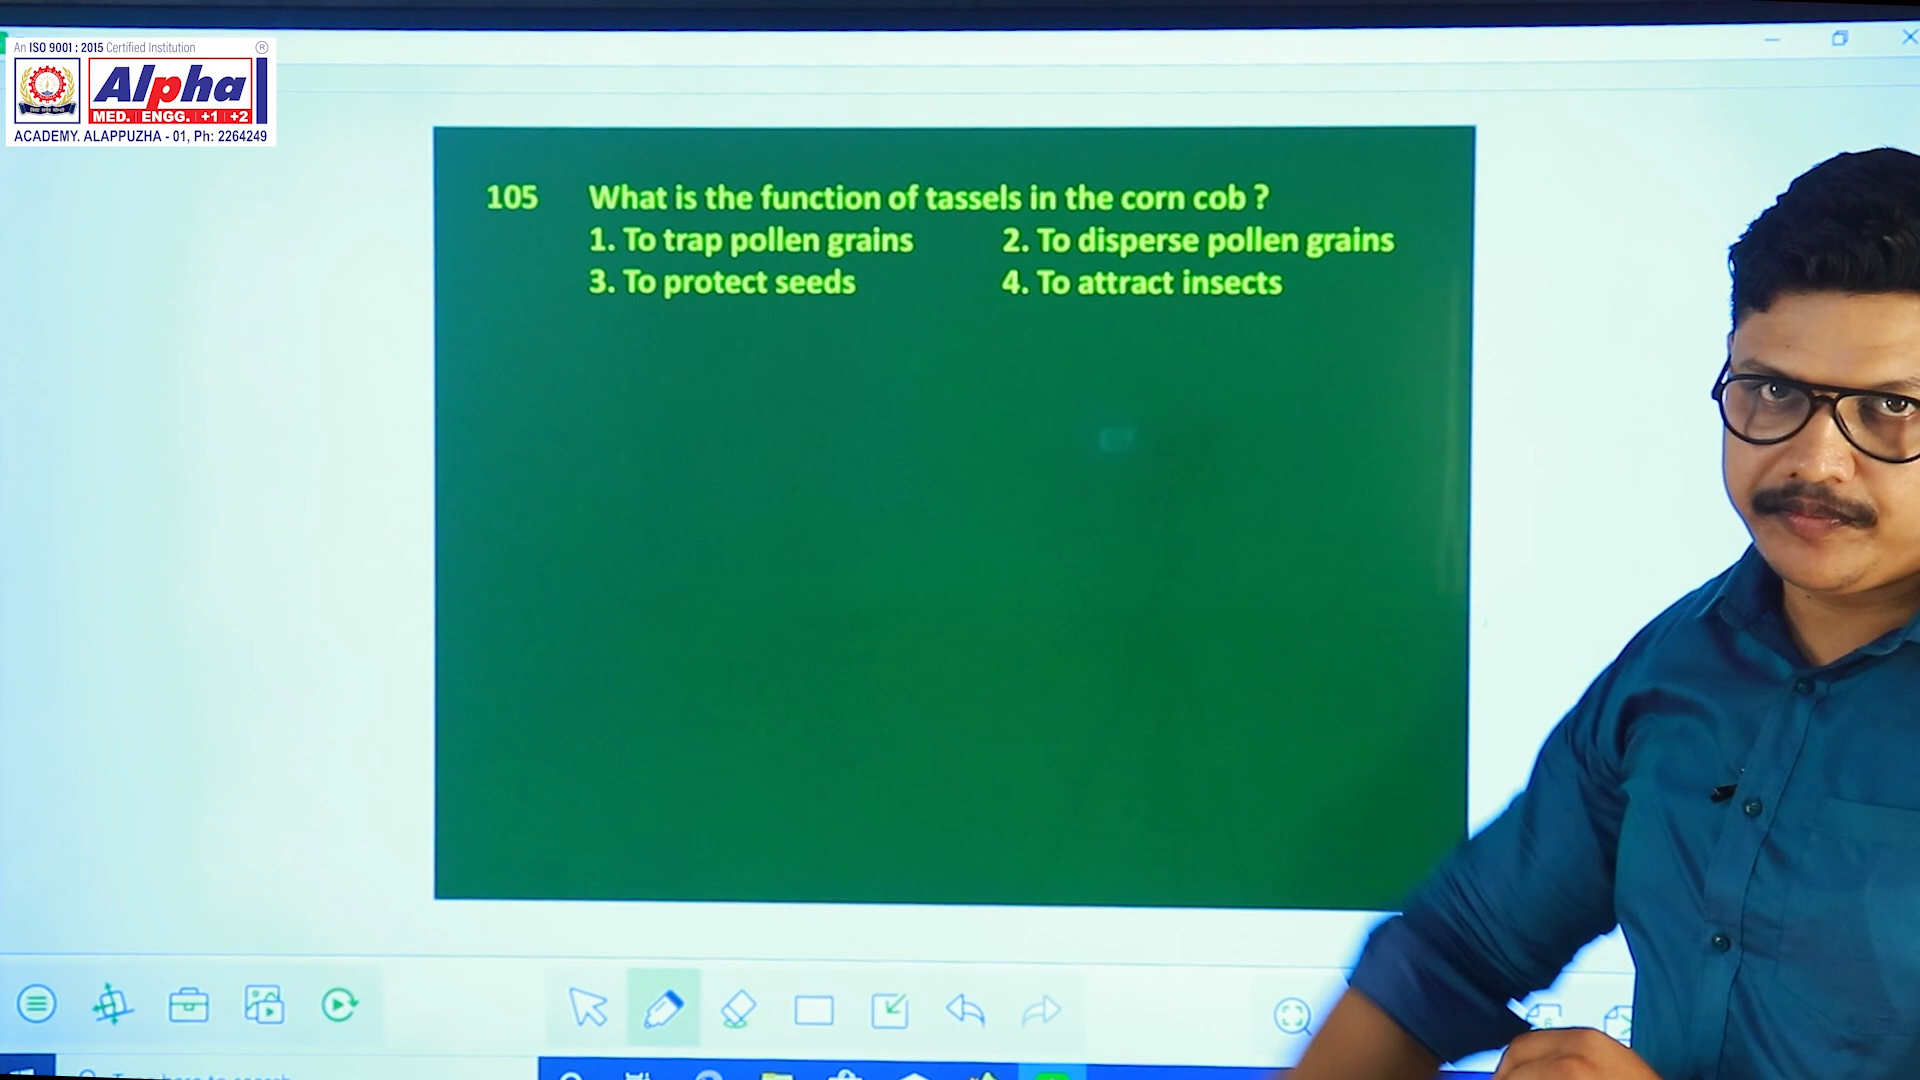 An ISO 9001 : 2015 Certified Institution ®
Alpha
MED. ENGG. +1 +2
ACADEMY. ALAPPUZHA - 01, Ph: 2264249
105 What is the function of tassels in the corn cob ?
1. To trap pollen grains 2. To disperse pollen grains
3. To protect seeds 4. To attract insects